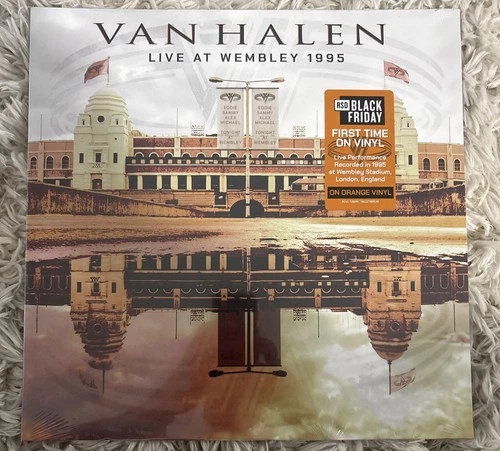 VAN HALEN
LIVE AT WEMBLEY 1995
EDDIE
SAMMY
ALEX
MICHAEL
EDDIE
SAMMY
ALEX
MICHAEL
RSD BLACK
FRIDAY
FIRST TIME
ON VINYL
Live Performance
Recorded in 1995
at Wembley Stadium,
London, England
ON ORANGE VINYL